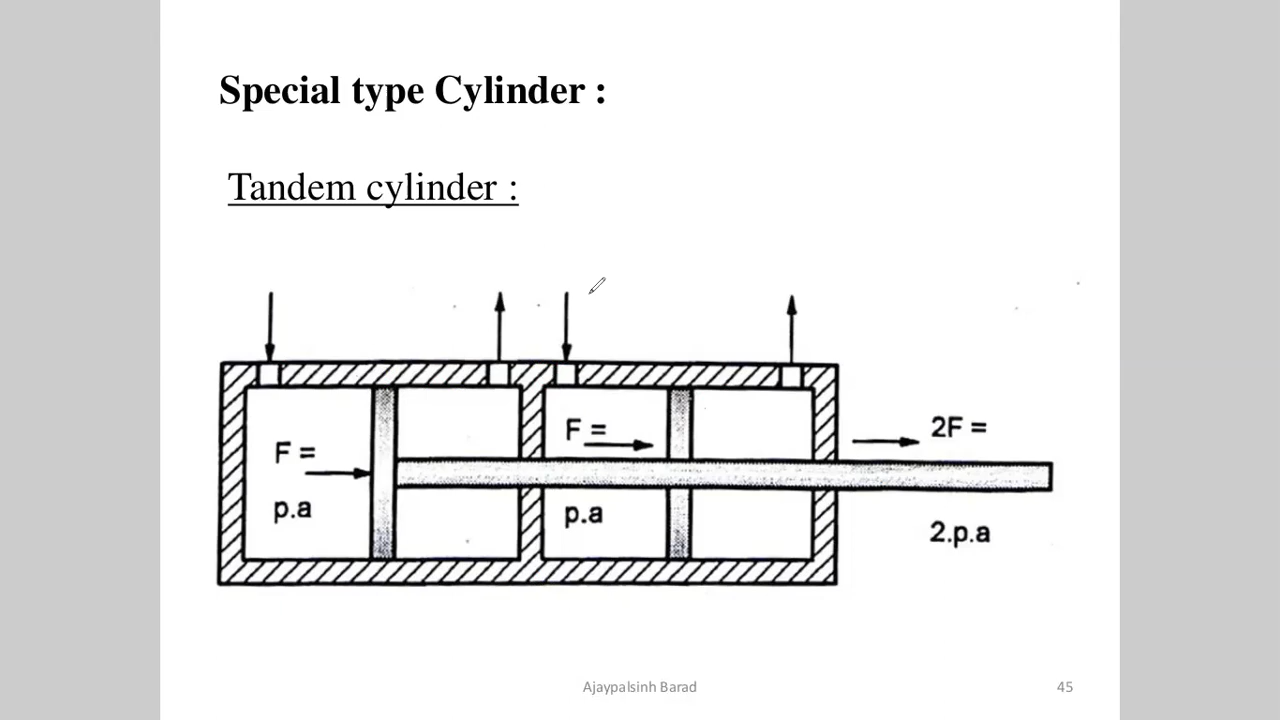 Special type Cylinder :
Tandem cylinder :
F =
p.a
F =
p.a
2F =
2.p.a
Ajaypalsinh Barad
45